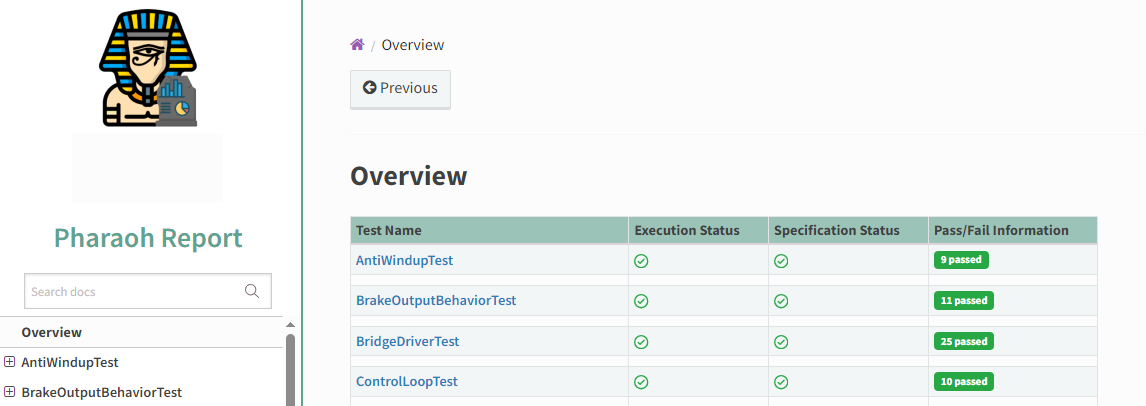 Pharaoh Report
Search docs
Overview
AntiWindupTest
BrakeOutputBehaviorTest
/ Overview
Previous
Overview
Test Name Execution Status Specification Status Pass/Fail Information
AntiWindupTest 9 passed
BrakeOutputBehaviorTest 11 passed
BridgeDriverTest 25 passed
ControlLoopTest 10 passed